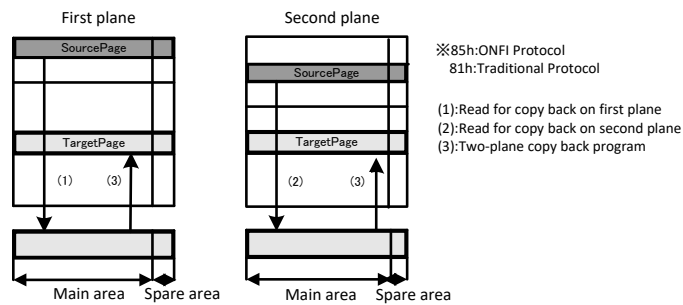 First plane
Second plane
SourcePage
SourcePage
TargetPage
TargetPage
(1)
(3)
(2)
(3)
Main area
Spare area
Main area
Spare area
※85h:ONFI Protocol
81h:Traditional Protocol
(1):Read for copy back on first plane
(2):Read for copy back on second plane
(3):Two-plane copy back program